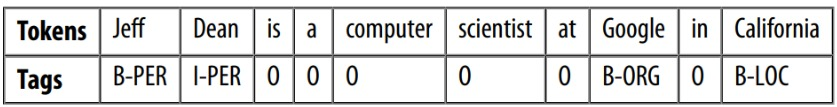 Tokens Jeff Dean is a computer scientist at Google in California
Tags B-PER I-PER O O O O O B-ORG O B-LOC